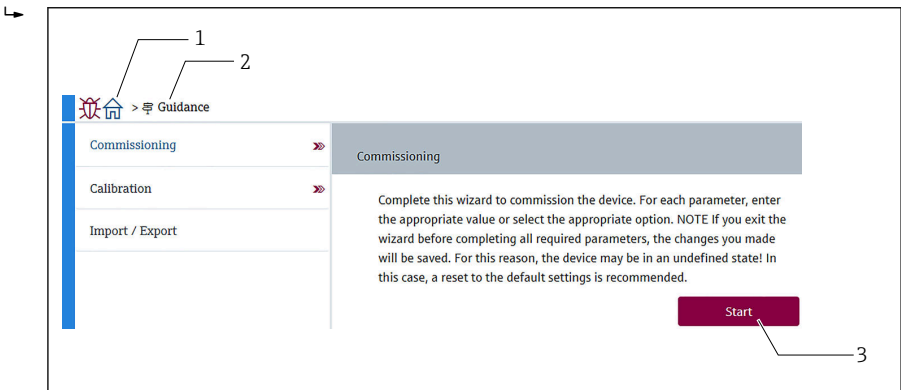 1
2
> Guidance
Commissioning
Calibration
Import / Export
Commissioning
Complete this wizard to commission the device. For each parameter, enter
the appropriate value or select the appropriate option. NOTE If you exit the
wizard before completing all required parameters, the changes you made
will be saved. For this reason, the device may be in an undefined state! In
this case, a reset to the default settings is recommended.
Start
3